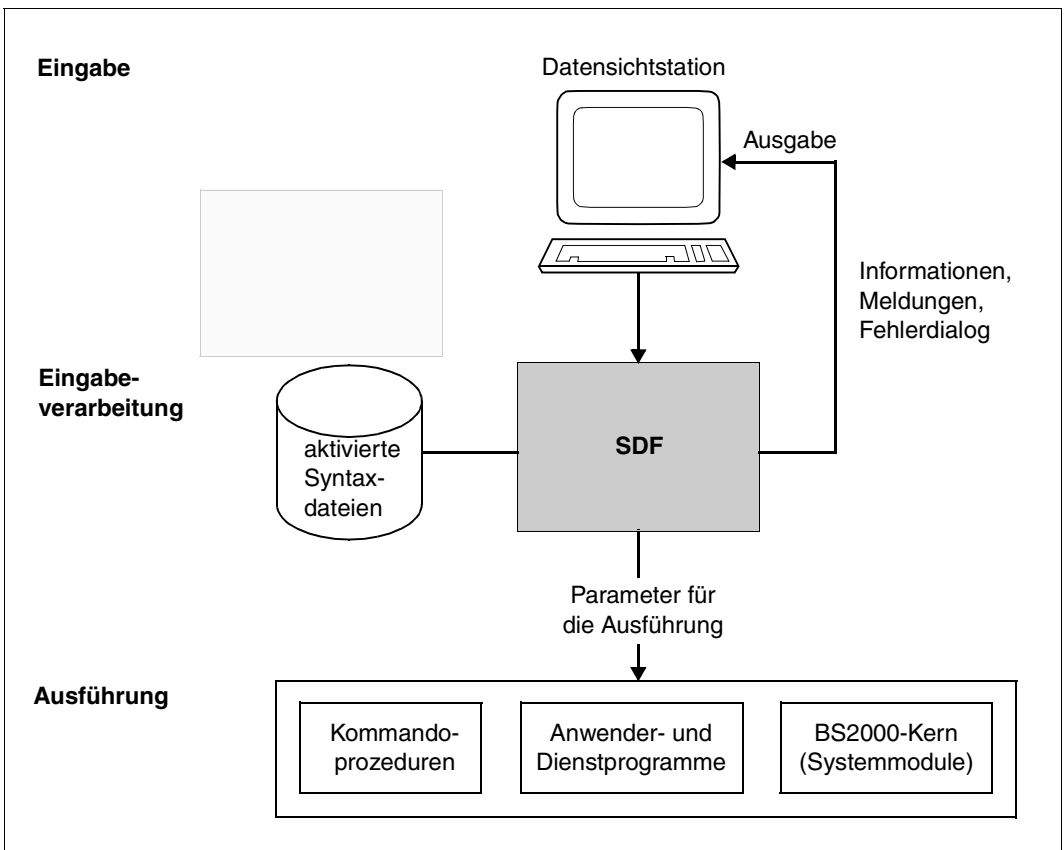 Eingabe
Datensichtstation
Ausgabe
Informationen,
Meldungen,
Fehlerdialog
Eingabe-
verarbeitung
aktivierte
Syntax-
dateien
SDF
Parameter für
die Ausführung
Ausführung
Kommando-
prozeduren
Anwender- und
Dienstprogramme
BS2000-Kern
(Systemmodule)